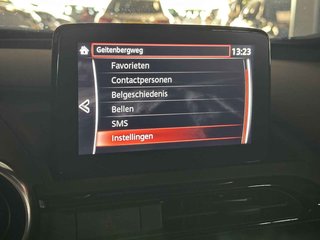 Geitenbergweg 13:23
Favorieten
Contactpersonen
Belgeschiedenis
Bellen
SMS
Instellingen